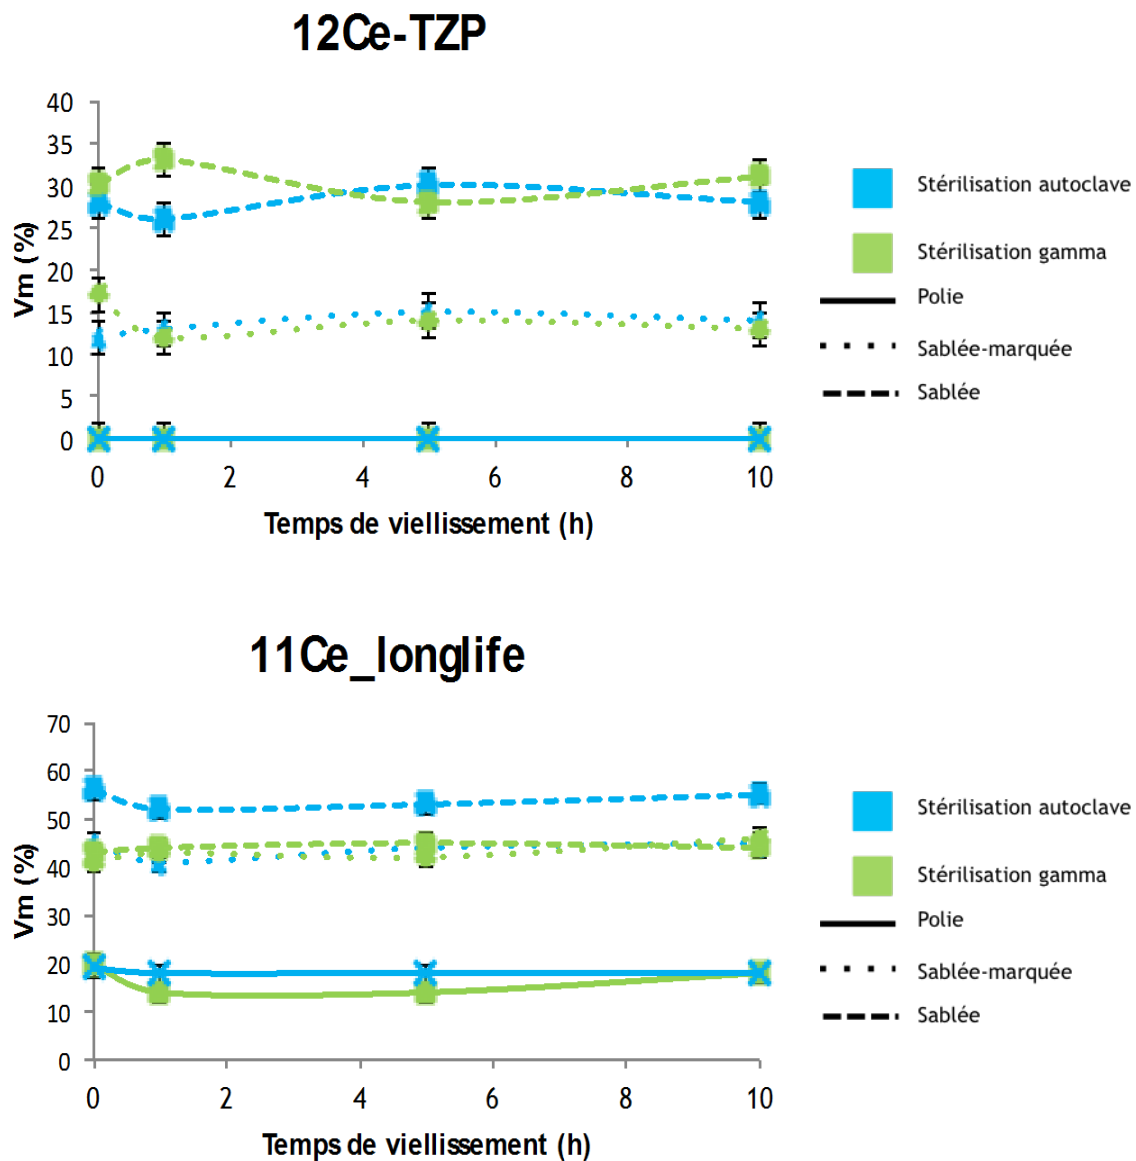 12Ce-TZP
40
35
30
25
20
15
10
5
0
Vm (%)
0 2 4 6 8 10
Temps de viellissement (h)
Stérilisation autoclave
Stérilisation gamma
Polie
Sablée-marquée
Sablée
11Ce_longlife
70
60
50
40
30
20
10
0
Vm (%)
0 2 4 6 8 10
Temps de viellissement (h)
Stérilisation autoclave
Stérilisation gamma
Polie
Sablée-marquée
Sablée